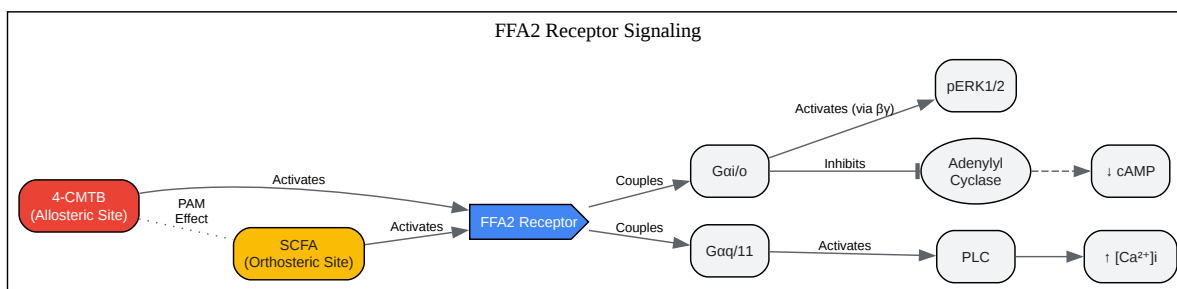 FFA2 Receptor Signaling
pERK1/2
Activates (via βγ)
Gαi/o
Inhibits
Adenylyl
Cyclase
↓ cAMP
4-CMTB
(Allosteric Site)
Activates
PAM
Effect
SCFA
(Orthosteric Site)
Activates
FFA2 Receptor
Couples
Couples
Gαq/11
Activates
PLC
↑ [Ca²⁺]i